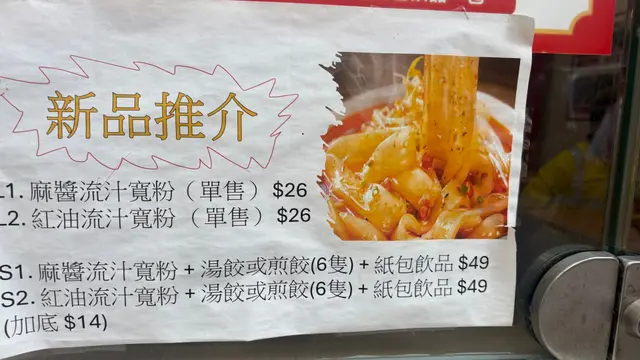 新品推介
L1. 麻醬流汁寬粉（單售）$26
L2. 紅油流汁寬粉（單售）$26
S1. 麻醬流汁寬粉 + 湯餃或煎餃(6隻) + 紙包飲品 $49
S2. 紅油流汁寬粉 + 湯餃或煎餃(6隻) + 紙包飲品 $49
(加底 $14)